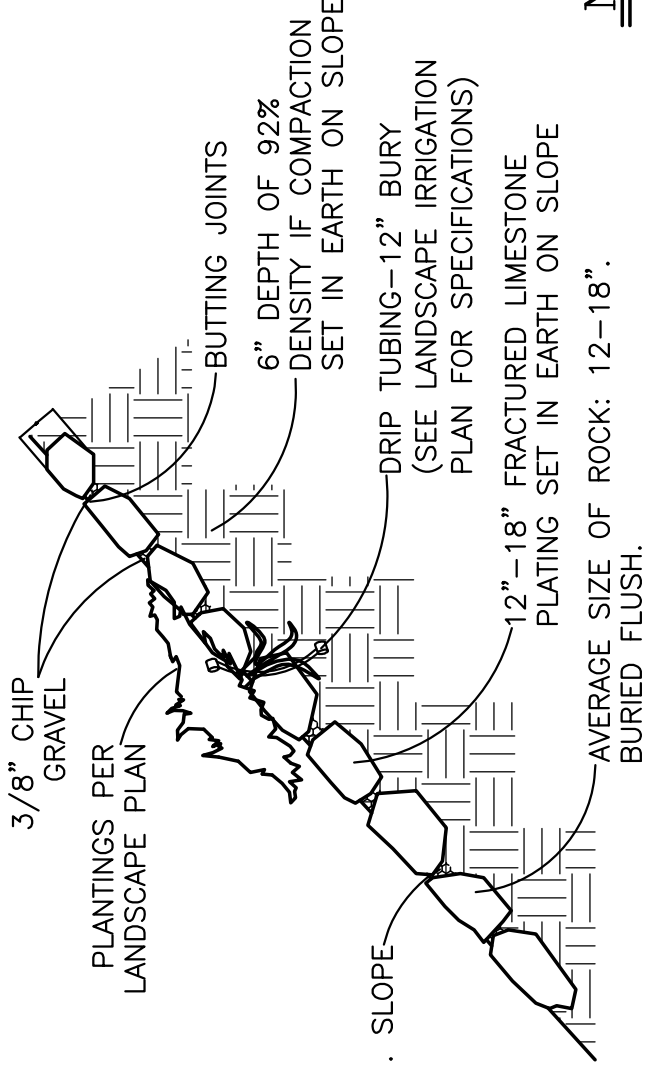 3/8" CHIP
GRAVEL
PLANTINGS PER
LANDSCAPE PLAN
BUTTING JOINTS
6" DEPTH OF 92%
DENSITY IF COMPACTION
SET IN EARTH ON SLOPE
DRIP TUBING–12" BURY
(SEE LANDSCAPE IRRIGATION
PLAN FOR SPECIFICATIONS)
12"–18" FRACTURED LIMESTONE
PLATING SET IN EARTH ON SLOPE
AVERAGE SIZE OF ROCK: 12–18".
BURIED FLUSH.
. SLOPE